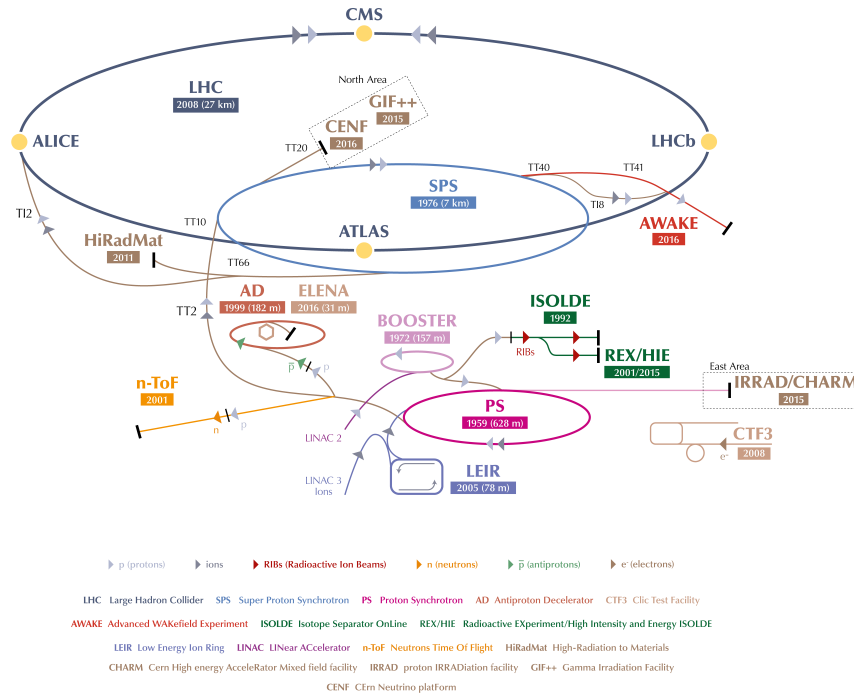 CMS
LHC
2008 (27 km)
North Area
GIF++
2015
CENF
2016
ALICE
LHCb
TT20
TT40
TT41
SPS
1976 (7 km)
TI8
TI2
TT10
AWAKE
2016
ATLAS
HiRadMat
2011
TT66
AD
1999 (182 m)
ELENA
2016 (31 m)
TT2
ISOLDE
1992
BOOSTER
1972 (157 m)
RIBs
REX/HIE
2001/2015
p̅
p
East Area
IRRAD/CHARM
2015
n-ToF
2001
n
p
PS
1959 (628 m)
LINAC 2
CTF3
2008
e-
LEIR
2005 (78 m)
LINAC 3
Ions
p (protons) ions RIBs (Radioactive Ion Beams) n (neutrons) p̅ (antiprotons) e- (electrons)
LHC Large Hadron Collider SPS Super Proton Synchrotron PS Proton Synchrotron AD Antiproton Decelerator CTF3 Clic Test Facility
AWAKE Advanced WAKefield Experiment ISOLDE Isotope Separator OnLine REX/HIE Radioactive EXperiment/High Intensity and Energy ISOLDE
LEIR Low Energy Ion Ring LINAC LINear ACcelerator n-ToF Neutrons Time Of Flight HiRadMat High-Radiation to Materials
CHARM Cern High energy AcceleRator Mixed field facility IRRAD proton IRRADiation facility GIF++ Gamma Irradiation Facility
CENF CErn Neutrino platForm